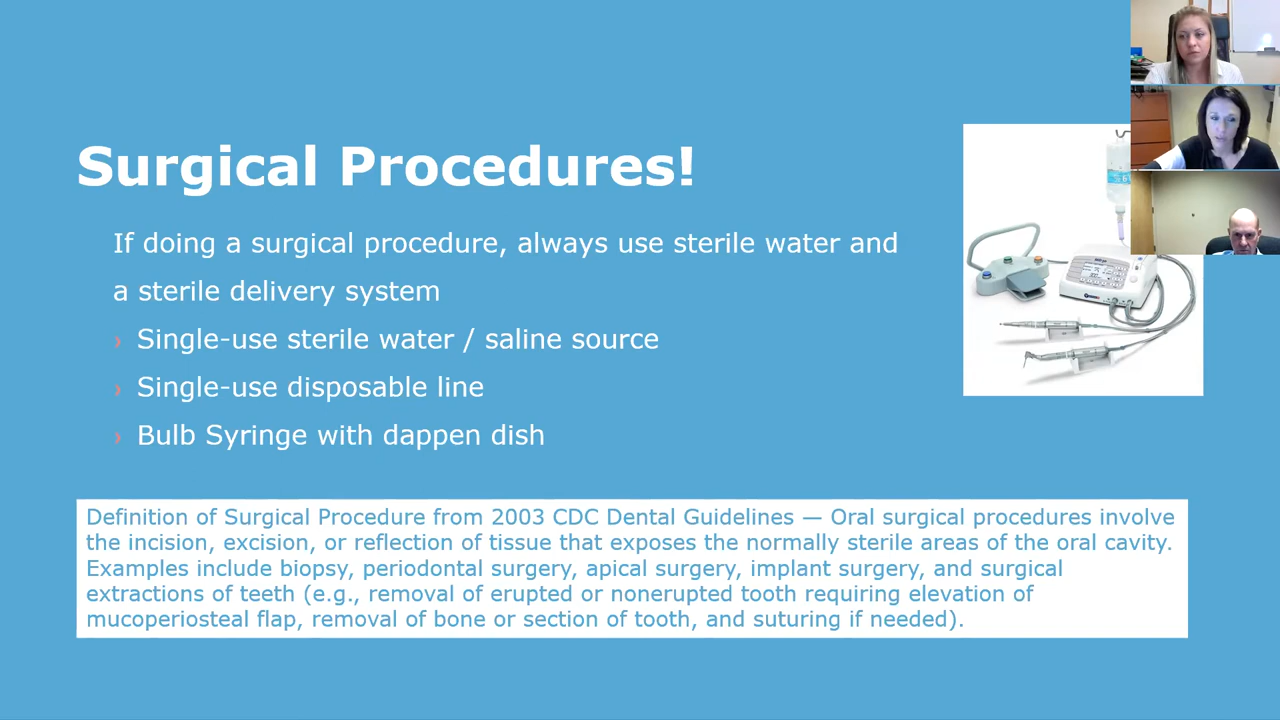 Surgical Procedures!
If doing a surgical procedure, always use sterile water and
a sterile delivery system
› Single-use sterile water / saline source
› Single-use disposable line
› Bulb Syringe with dappen dish
Definition of Surgical Procedure from 2003 CDC Dental Guidelines — Oral surgical procedures involve
the incision, excision, or reflection of tissue that exposes the normally sterile areas of the oral cavity.
Examples include biopsy, periodontal surgery, apical surgery, implant surgery, and surgical
extractions of teeth (e.g., removal of erupted or nonerupted tooth requiring elevation of
mucoperiosteal flap, removal of bone or section of tooth, and suturing if needed).